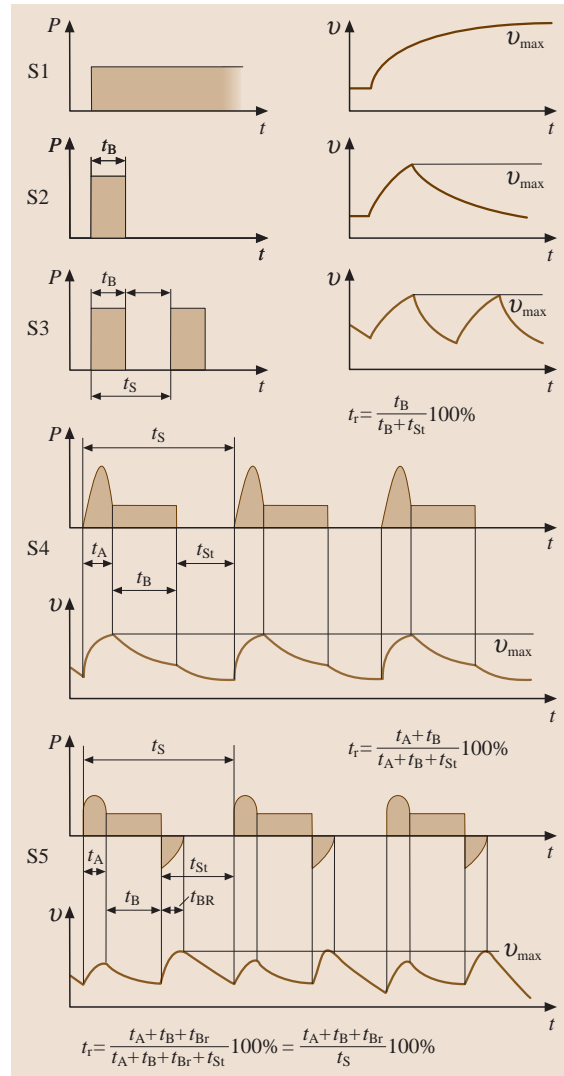 P
S1
t
υ
υmax
t
P
tB
S2
t
υ
υmax
t
P
tB
S3
tS
t
υ
υmax
t
tr = tB / (tB + tSt) 100%
P
tS
t
S4
tA
tB
tSt
υ
υmax
t
tr = (tA + tB) / (tA + tB + tSt) 100%
P
tS
t
S5
tA
tSt
tB
tBR
υ
υmax
t
tr = (tA + tB + tBr) / (tA + tB + tBr + tSt) 100% = (tA + tB + tBr) / tS 100%